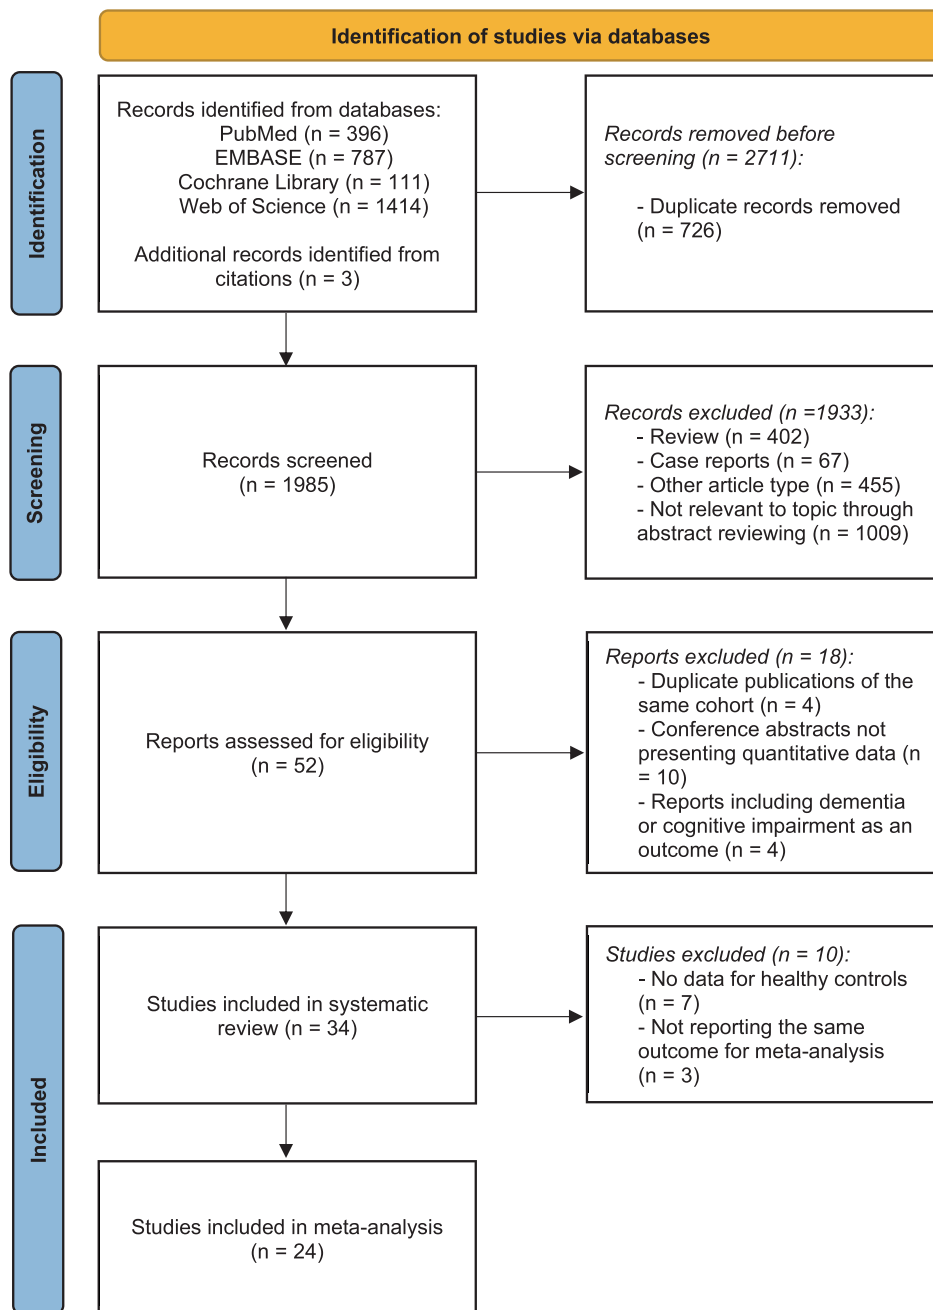 Identification of studies via databases
Identification
Records identified from databases:
PubMed (n = 396)
EMBASE (n = 787)
Cochrane Library (n = 111)
Web of Science (n = 1414)
Additional records identified from
citations (n = 3)
Records removed before
screening (n = 2711):
- Duplicate records removed
(n = 726)
Screening
Records screened
(n = 1985)
Records excluded (n =1933):
- Review (n = 402)
- Case reports (n = 67)
- Other article type (n = 455)
- Not relevant to topic through
abstract reviewing (n = 1009)
Eligibility
Reports assessed for eligibility
(n = 52)
Reports excluded (n = 18):
- Duplicate publications of the
same cohort (n = 4)
- Conference abstracts not
presenting quantitative data (n
= 10)
- Reports including dementia
or cognitive impairment as an
outcome (n = 4)
Included
Studies included in systematic
review (n = 34)
Studies excluded (n = 10):
- No data for healthy controls
(n = 7)
- Not reporting the same
outcome for meta-analysis
(n = 3)
Studies included in meta-analysis
(n = 24)